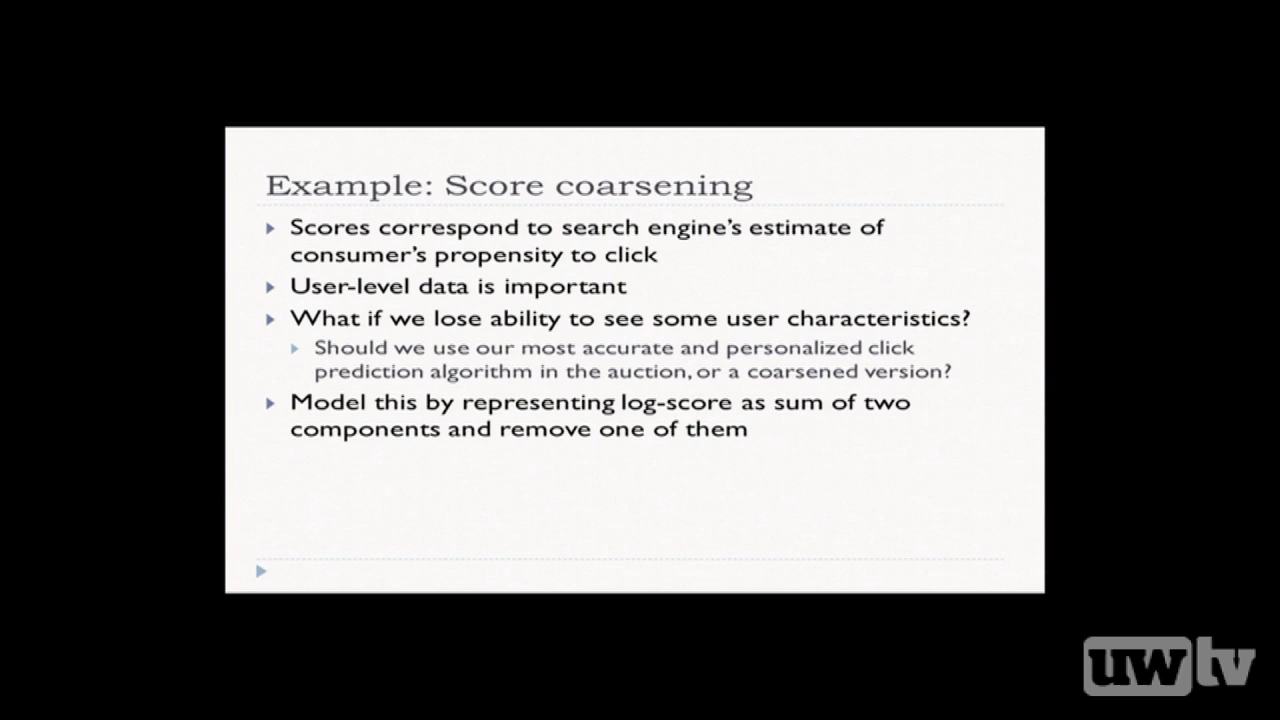 Example: Score coarsening
Scores correspond to search engine's estimate of
consumer's propensity to click
User-level data is important
What if we lose ability to see some user characteristics?
Should we use our most accurate and personalized click
prediction algorithm in the auction, or a coarsened version?
Model this by representing log-score as sum of two
components and remove one of them
uwtv